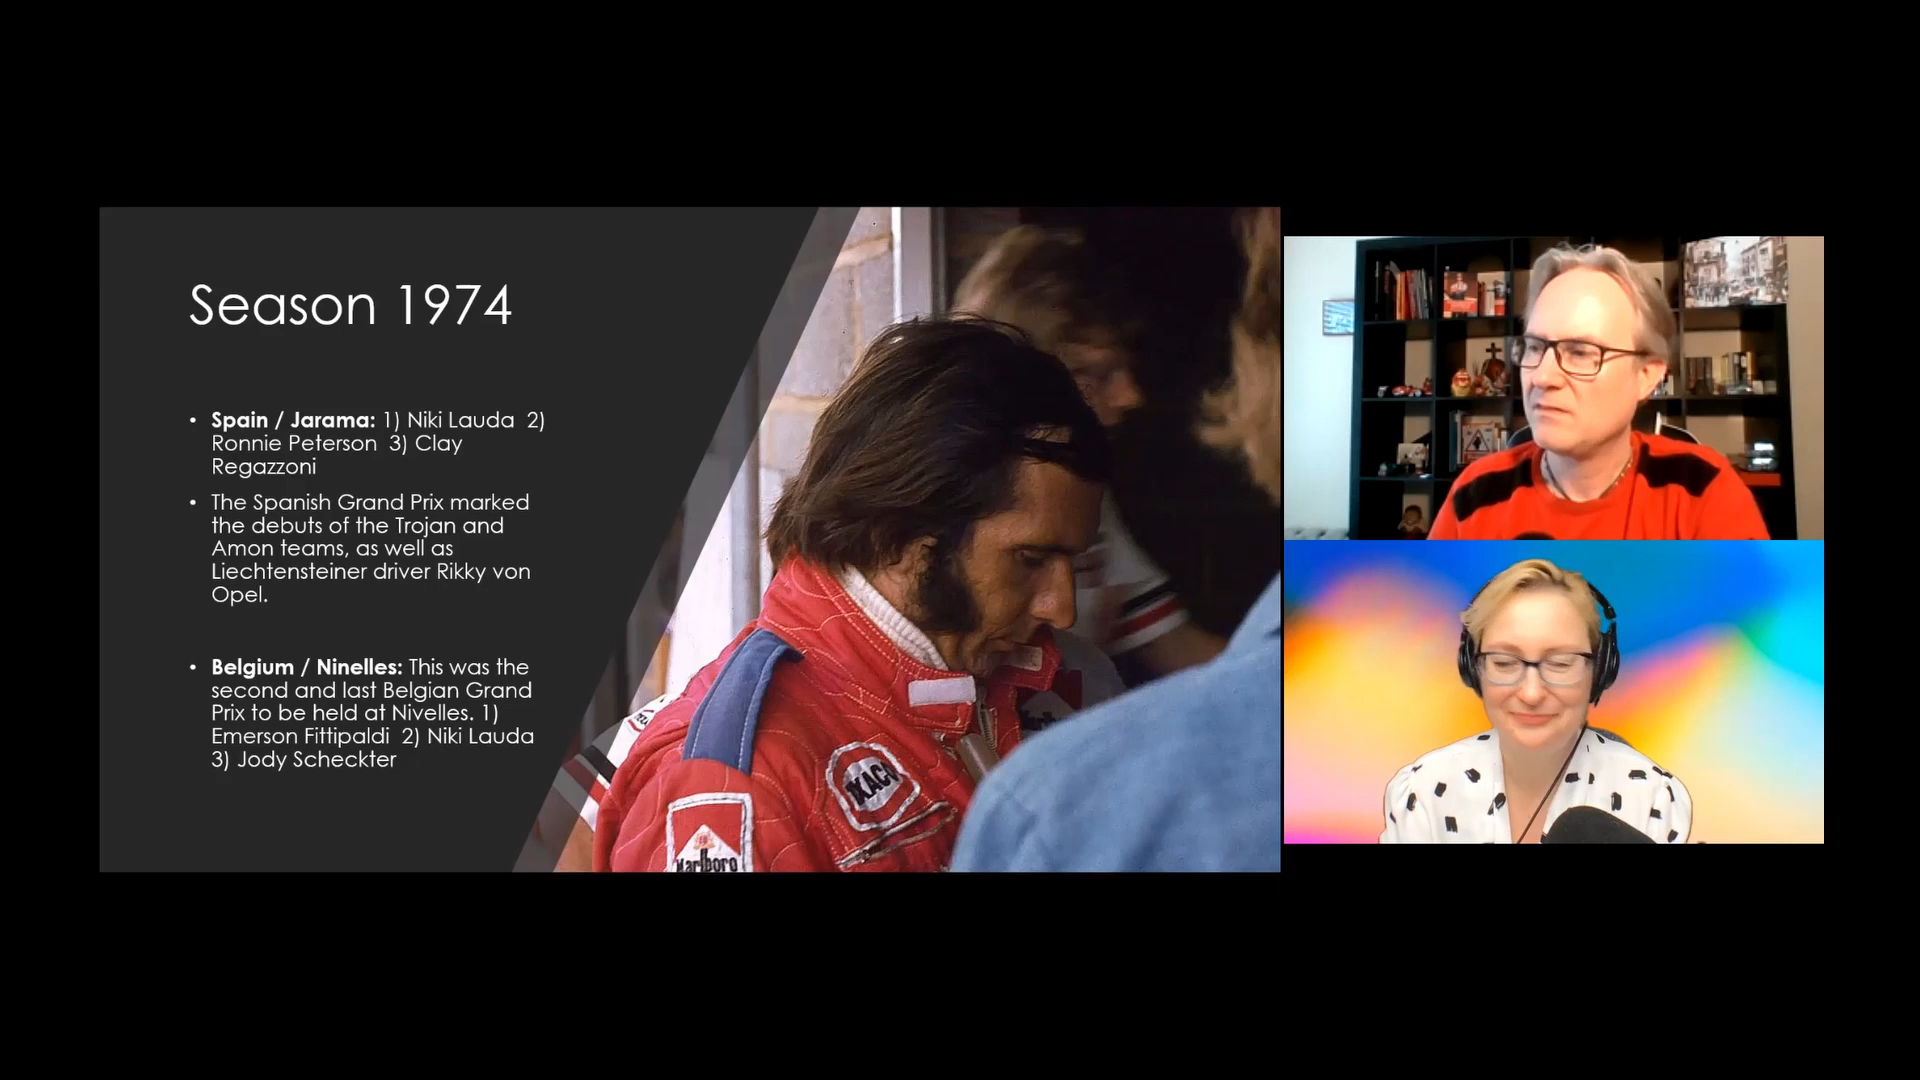 Season 1974
• Spain / Jarama: 1) Niki Lauda  2)
Ronnie Peterson  3) Clay
Regazzoni
• The Spanish Grand Prix marked
the debuts of the Trojan and
Amon teams, as well as
Liechtensteiner driver Rikky von
Opel.
• Belgium / Ninelles: This was the
second and last Belgian Grand
Prix to be held at Nivelles. 1)
Emerson Fittipaldi  2) Niki Lauda
3) Jody Scheckter
Marlboro